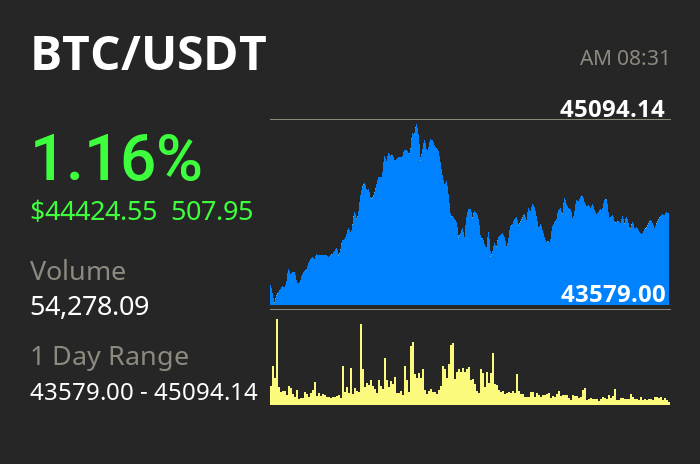 BTC/USDT
AM 08:31
45094.14
1.16%
$44424.55 507.95
Volume
54,278.09
43579.00
1 Day Range
43579.00 - 45094.14